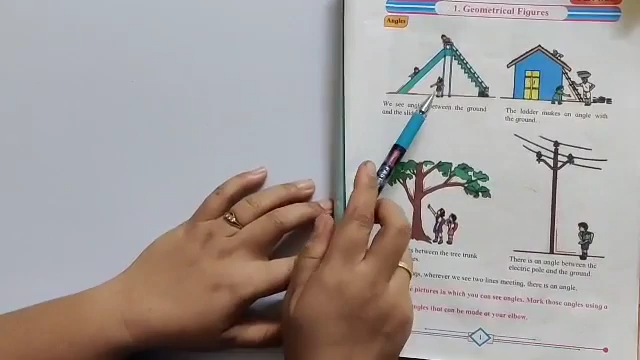 1. Geometrical Figures
Angles
We see angle between the ground
and the slide
The ladder makes an angle with
the ground.
between the tree trunk
There is an angle between the
electric pole and the ground.
wherever we see two lines meeting, there is an angle.
pictures in which you can see angles. Mark those angles using a
angles that can be made at your elbow.
1